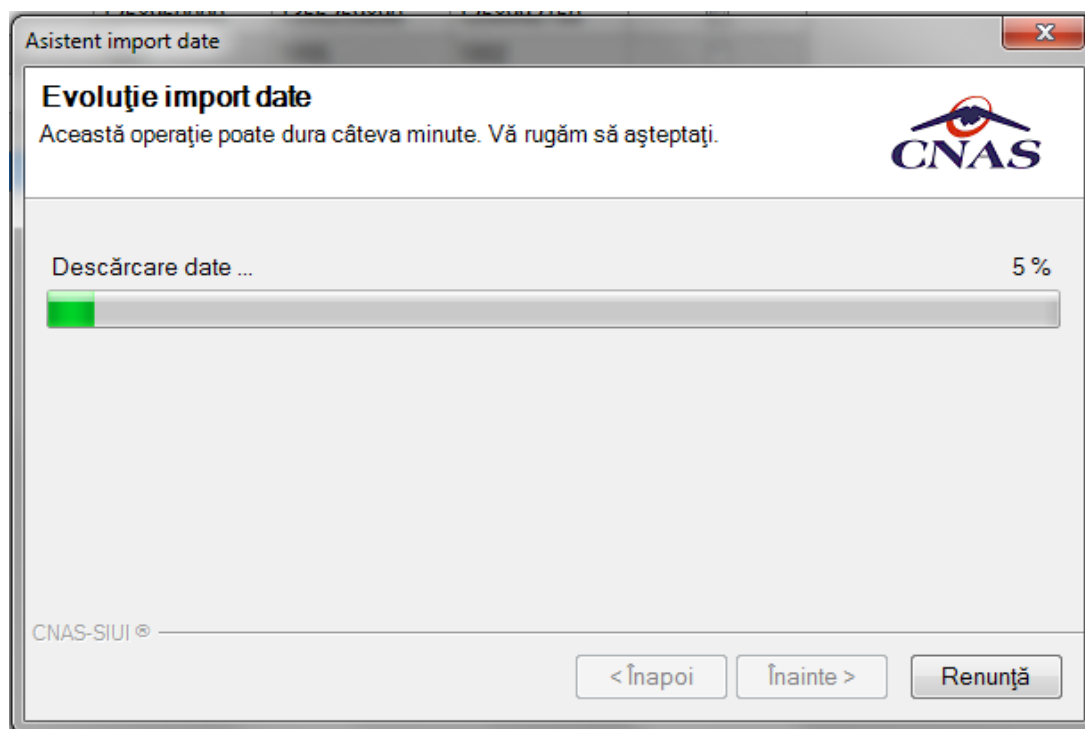 Asistent import date
Evoluţie import date
Această operaţie poate dura câteva minute. Vă rugăm să aşteptaţi.
CNAS
Descărcare date ... 5 %
CNAS-SIUI ®
< Înapoi Înainte > Renunţă